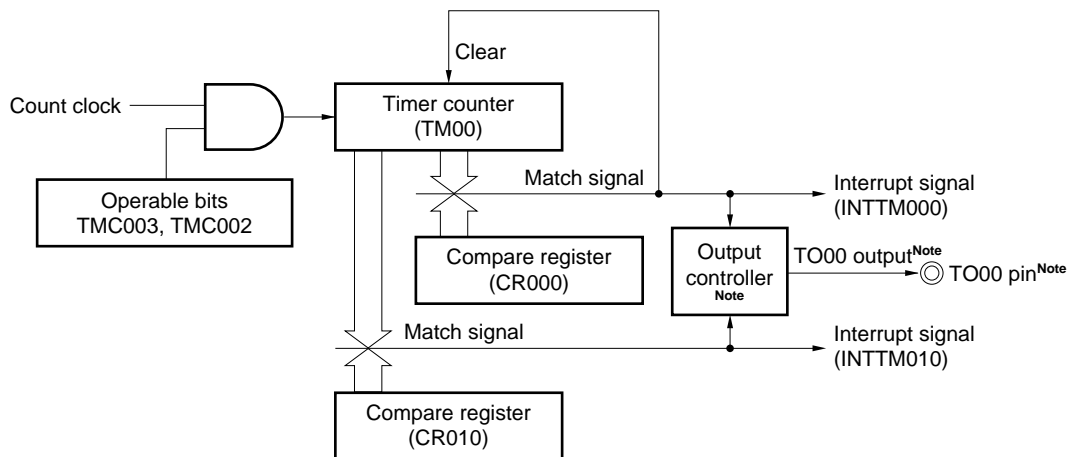 Clear
Count clock
Timer counter
(TM00)
Operable bits
TMC003, TMC002
Match signal
Interrupt signal
(INTTM000)
Compare register
(CR000)
Output
controller
Note
TO00 output Note
TO00 pin Note
Match signal
Interrupt signal
(INTTM010)
Compare register
(CR010)